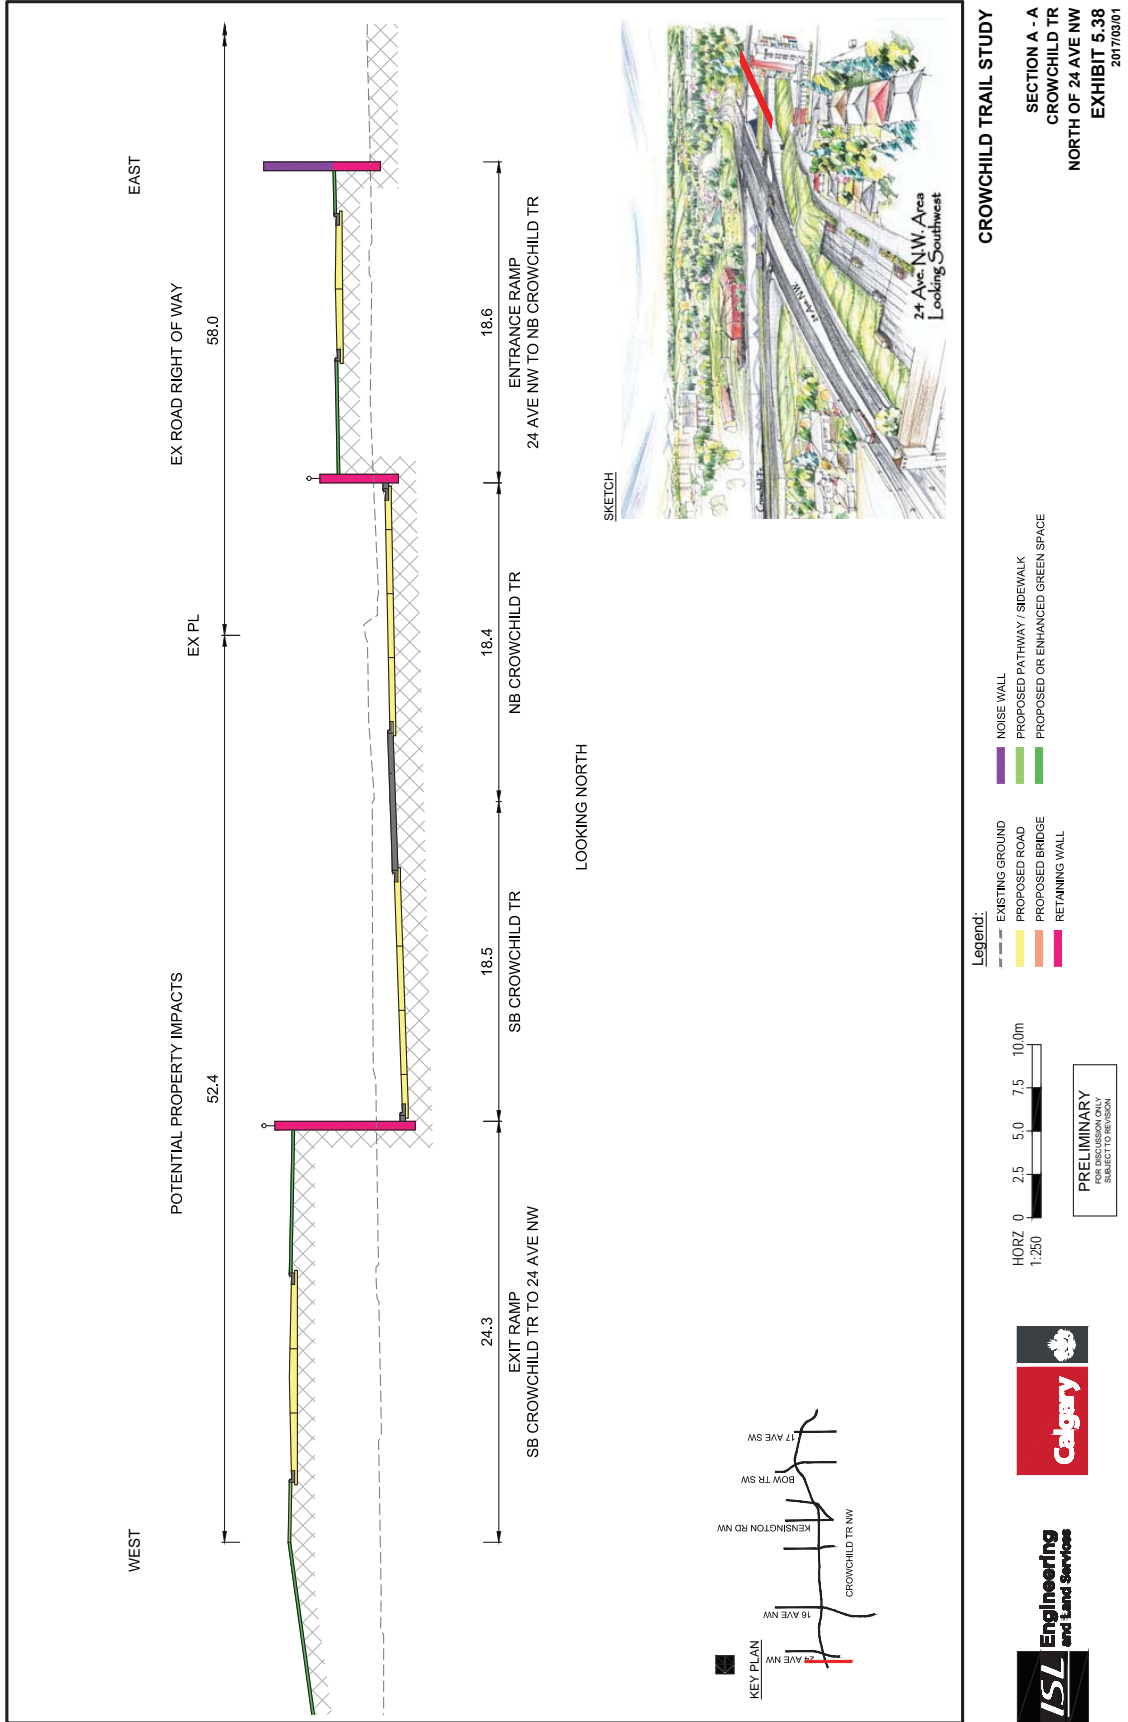 WEST
EAST
POTENTIAL PROPERTY IMPACTS
EX PL
EX ROAD RIGHT OF WAY
52.4
58.0
24.3
18.5
18.4
18.6
EXIT RAMP
SB CROWCHILD TR TO 24 AVE NW
SB CROWCHILD TR
NB CROWCHILD TR
ENTRANCE RAMP
24 AVE NW TO NB CROWCHILD TR
LOOKING NORTH
SKETCH
Crowchild Tr.
24 Ave. N.W.
24 Ave. N.W. Area
Looking Southwest
KEY PLAN
24 AVE NW
16 AVE NW
CROWCHILD TR NW
KENSINGTON RD NW
BOW TR SW
17 AVE SW
ISL Engineering
and Land Services
Calgary
HORZ
1:250
0 2.5 5.0 7.5 10.0m
PRELIMINARY
FOR DISCUSSION ONLY
SUBJECT TO REVISION
Legend:
EXISTING GROUND
PROPOSED ROAD
PROPOSED BRIDGE
RETAINING WALL
NOISE WALL
PROPOSED PATHWAY / SIDEWALK
PROPOSED OR ENHANCED GREEN SPACE
CROWCHILD TRAIL STUDY
SECTION A - A
CROWCHILD TR
NORTH OF 24 AVE NW
EXHIBIT 5.38
2017/03/01